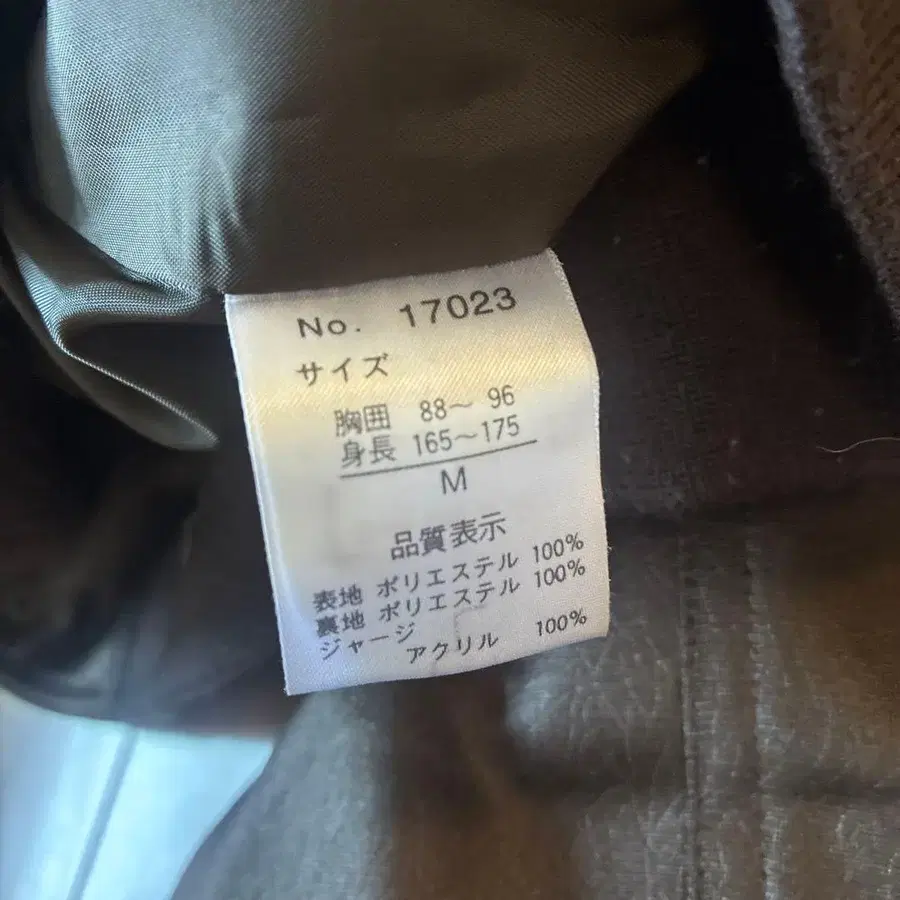 No. 17023
サイズ
胸囲 88～ 96
身長 165～175
M
品質表示
表地 ポリエステル 100%
裏地 ポリエステル 100%
ジャージ アクリル 100%